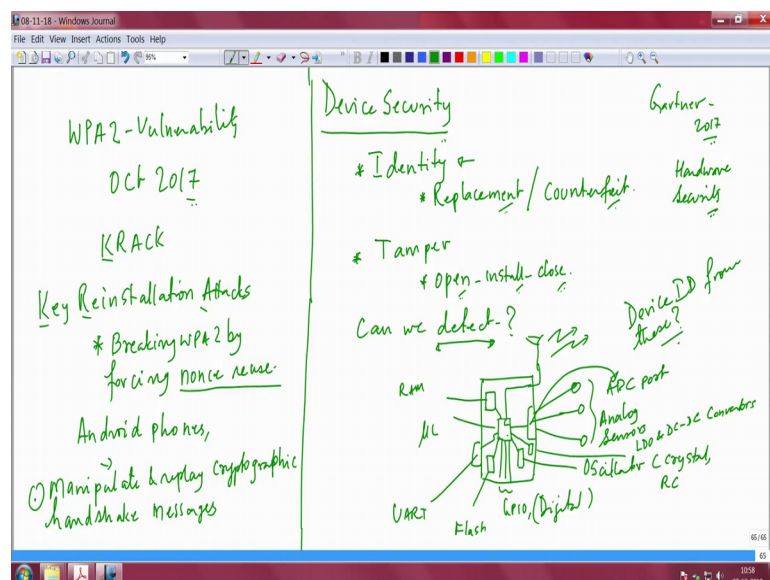 08-11-18 - Windows Journal
File Edit View Insert Actions Tools Help
95%
B I
WPA2-Vulnerability
Oct 2017
KRACK
Key Reinstallation Attacks
* Breaking WPA2 by
forcing nonce reuse.
Android phones,
Manipulate & replay cryptographic
handshake messages
Device Security
* Identity &
* Replacement / Counterfeit.
* Tamper
* open-install-close.
Can we detect-?
Gartner-
2017
Hardware
Security
Device ID from
these?
RAM
μC
UART
Flash
GPIO, (Digital)
ADC port
Analog
Sensors
LDO & DC-DC Convertors
Oscillator C Crystal,
RC
65/65
65
10:58